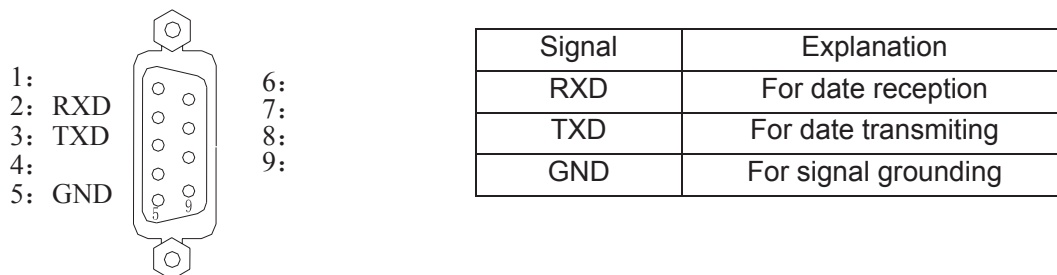 1:
2: RXD
3: TXD
4:
5: GND
5 9
6:
7:
8:
9:
Signal Explanation
RXD For date reception
TXD For date transmiting
GND For signal grounding